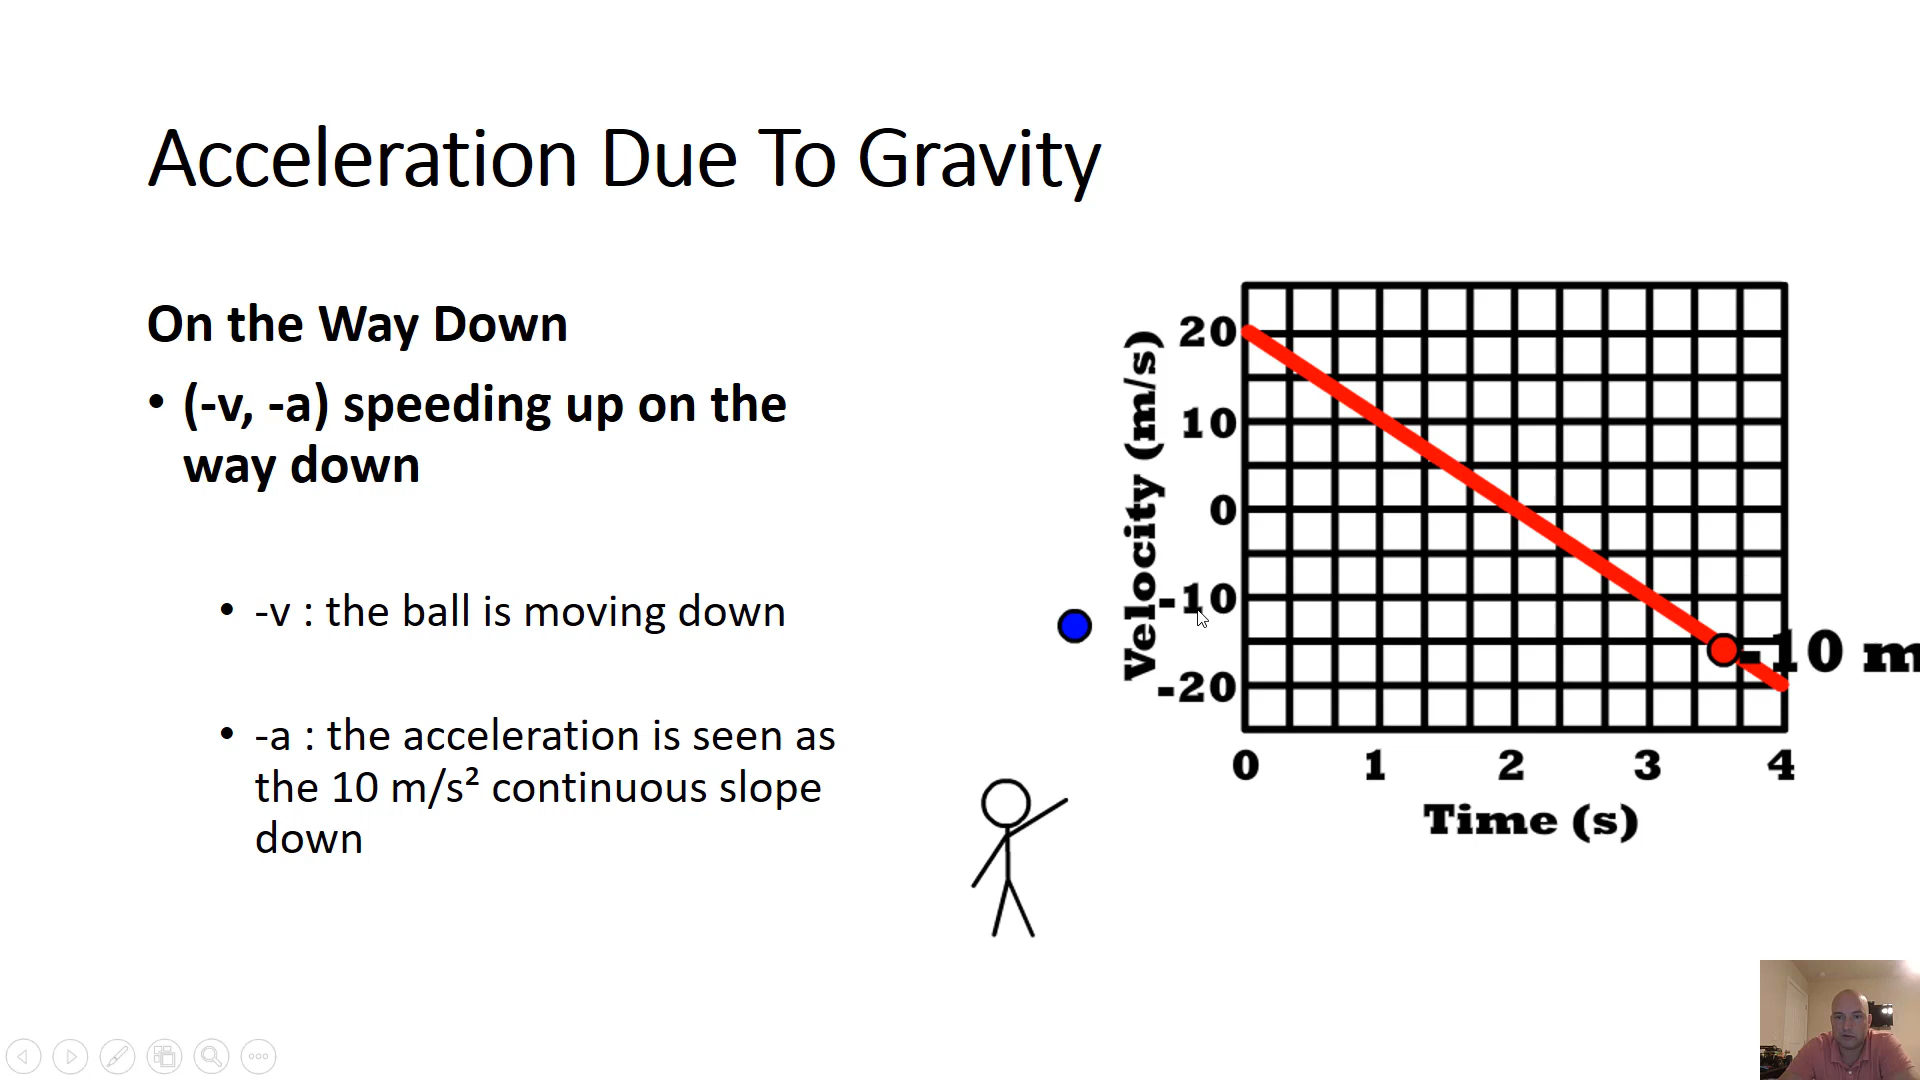 Acceleration Due To Gravity
On the Way Down
• (-v, -a) speeding up on the
way down
• -v : the ball is moving down
• -a : the acceleration is seen as
the 10 m/s² continuous slope
down
Velocity (m/s)
20
10
0
-10
-20
-10 m
0 1 2 3 4
Time (s)